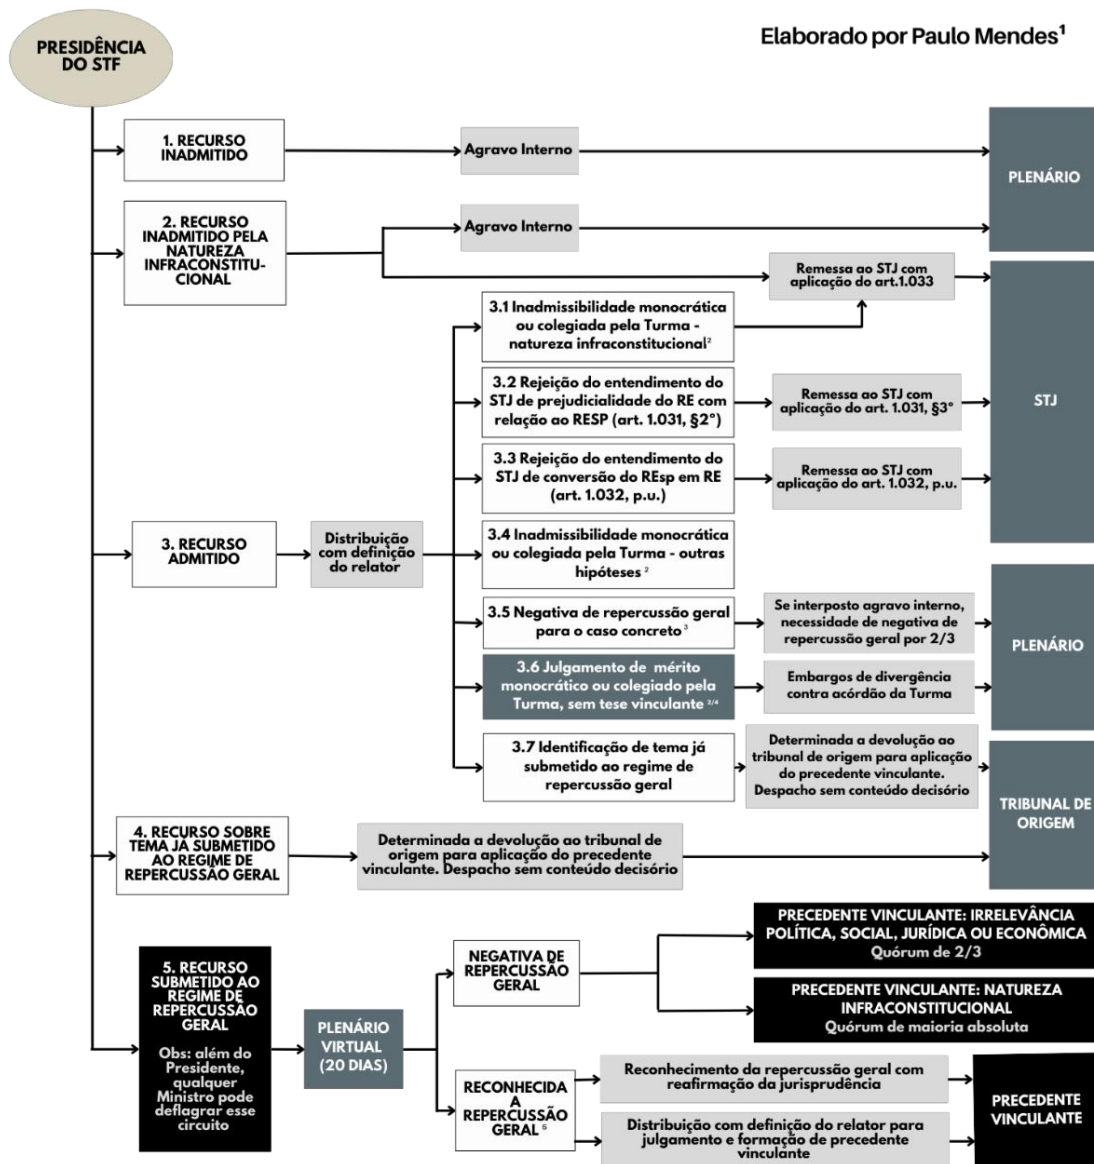 Elaborado por Paulo Mendes¹
PRESIDÊNCIA
DO STF
1. RECURSO
INADMITIDO
Agravo Interno
PLENÁRIO
2. RECURSO
INADMITIDO PELA
NATUREZA
INFRACONSTITU-
CIONAL
Agravo Interno
Remessa ao STJ com
aplicação do art.1.033
STJ
3. RECURSO
ADMITIDO
Distribuição
com definição
do relator
3.1 Inadmissibilidade monocrática
ou colegiada pela Turma -
natureza infraconstitucional²
3.2 Rejeição do entendimento do
STJ de prejudicialidade do RE com
relação ao RESP (art. 1.031, §2º)
Remessa ao STJ com
aplicação do art. 1.031, §3º
3.3 Rejeição do entendimento do
STJ de conversão do REsp em RE
(art. 1.032, p.u.)
Remessa ao STJ com
aplicação do art. 1.032, p.u.
3.4 Inadmissibilidade monocrática
ou colegiada pela Turma - outras
hipóteses ²
3.5 Negativa de repercussão geral
para o caso concreto ³
Se interposto agravo interno,
necessidade de negativa de
repercussão geral por 2/3
PLENÁRIO
3.6 Julgamento de mérito
monocrático ou colegiado pela
Turma, sem tese vinculante ³/⁴
Embargos de divergência
contra acórdão da Turma
3.7 Identificação de tema já
submetido ao regime de
repercussão geral
Determinada a devolução ao
tribunal de origem para aplicação
do precedente vinculante.
Despacho sem conteúdo decisório
TRIBUNAL DE
ORIGEM
4. RECURSO SOBRE
TEMA JÁ SUBMETIDO
AO REGIME DE
REPERCUSSÃO GERAL
Determinada a devolução ao tribunal de
origem para aplicação do precedente
vinculante. Despacho sem conteúdo decisório
5. RECURSO
SUBMETIDO AO
REGIME DE
REPERCUSSÃO
GERAL
Obs: além do
Presidente,
qualquer
Ministro pode
deflagrar esse
circuito
PLENÁRIO
VIRTUAL
(20 DIAS)
NEGATIVA DE
REPERCUSSÃO
GERAL
PRECEDENTE VINCULANTE: IRRELEVÂNCIA
POLÍTICA, SOCIAL, JURÍDICA OU ECONÔMICA
Quórum de 2/3
PRECEDENTE VINCULANTE: NATUREZA
INFRACONSTITUCIONAL
Quórum de maioria absoluta
RECONHECIDA
A
REPERCUSSÃO
GERAL ⁵
Reconhecimento da repercussão geral com
reafirmação da jurisprudência
Distribuição com definição do relator para
julgamento e formação de precedente
vinculante
PRECEDENTE
VINCULANTE